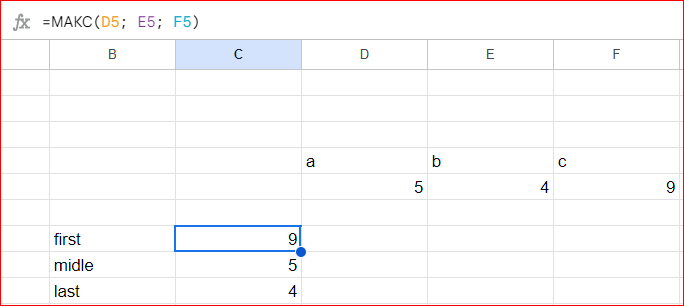 fx =МАКС(D5; E5; F5)
B C D E F
a b c
5 4 9
first 9
midle 5
last 4